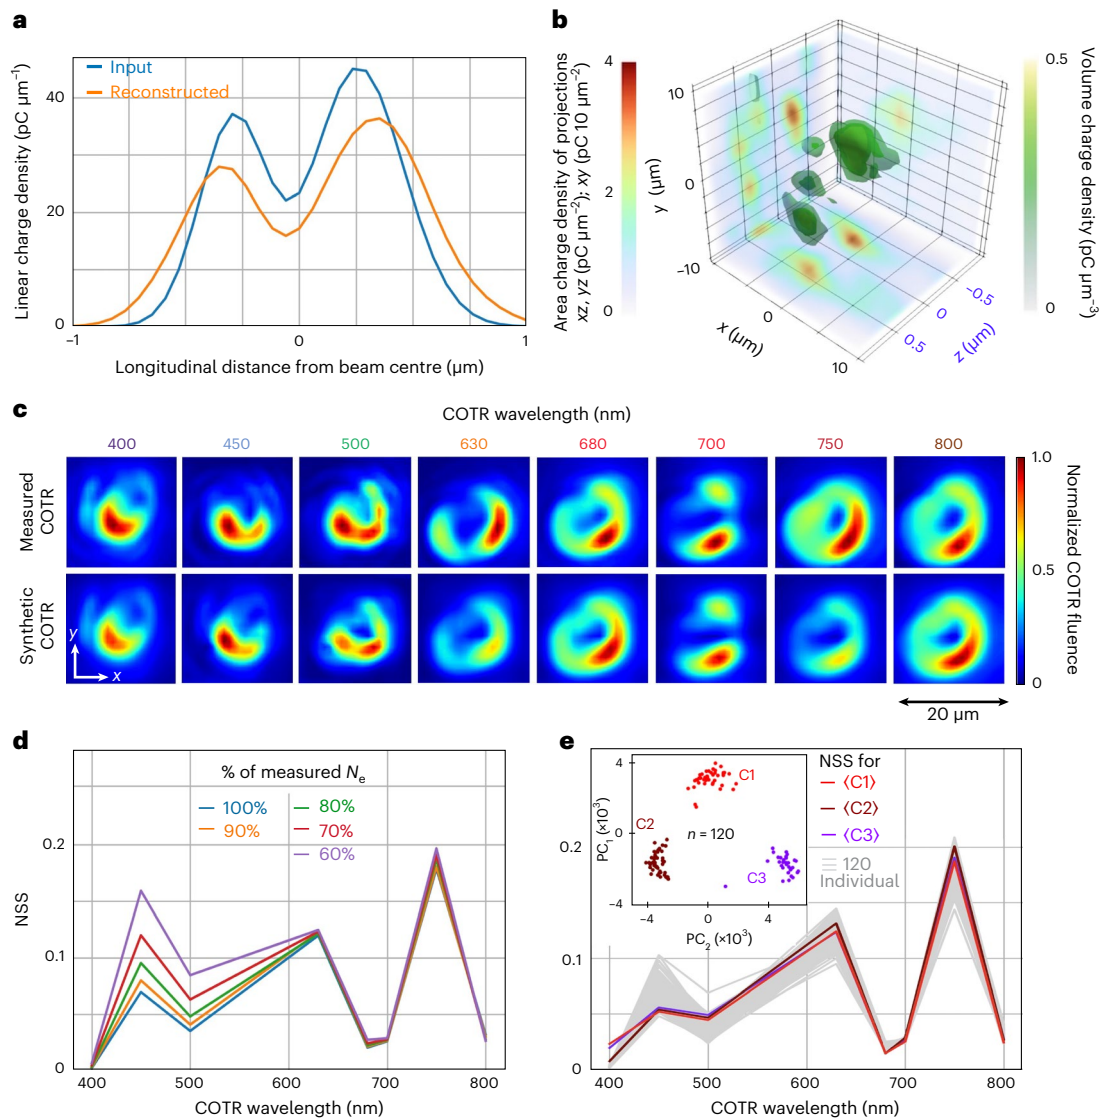 a
Linear charge density (pC µm⁻¹)
Input
Reconstructed
40
20
0
−1
0
1
Longitudinal distance from beam centre (µm)
b
Area charge density of projections
xz, yz (pC µm⁻²); xy (pC 10 µm⁻²)
4
2
0
10
0
−10
y (µm)
x (µm)
0
10
−0.5
0
0.5
z (µm)
0.5
0
Volume charge density (pC µm⁻³)
c
COTR wavelength (nm)
400 450 500 630 680 700 750 800
Measured
COTR
Synthetic
COTR
y
x
1.0
0.5
0
Normalized COTR fluence
20 µm
d
NSS
% of measured Nₑ
100%
90%
80%
70%
60%
0.2
0.1
0
400 500 600 700 800
COTR wavelength (nm)
e
4
0
−4
PC₁ (×10³)
C1
C2
n = 120
C3
−4 0 4
PC₂ (×10³)
NSS for
⟨C1⟩
⟨C2⟩
⟨C3⟩
120
Individual
0.2
0.1
0
400 500 600 700 800
COTR wavelength (nm)